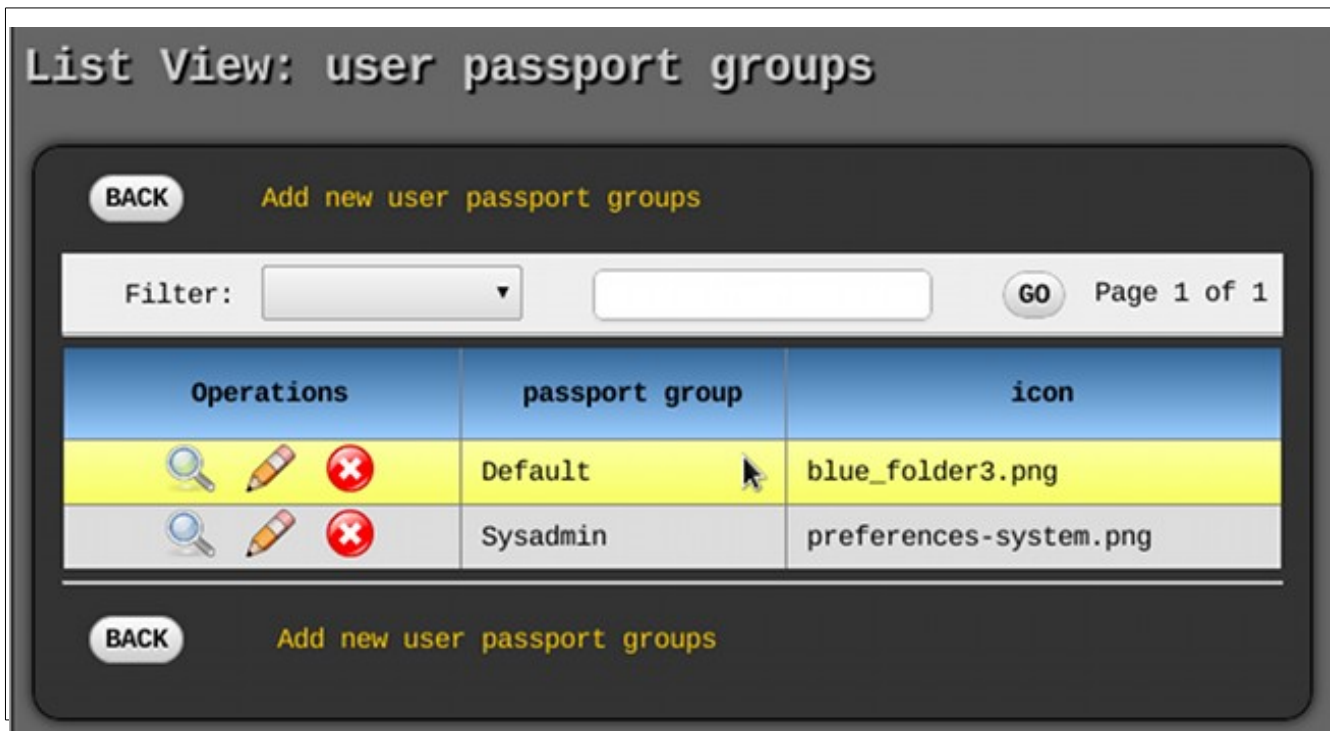 List View: user passport groups
BACK Add new user passport groups
Filter: GO Page 1 of 1
Operations passport group icon
Default blue_folder3.png
Sysadmin preferences-system.png
BACK Add new user passport groups